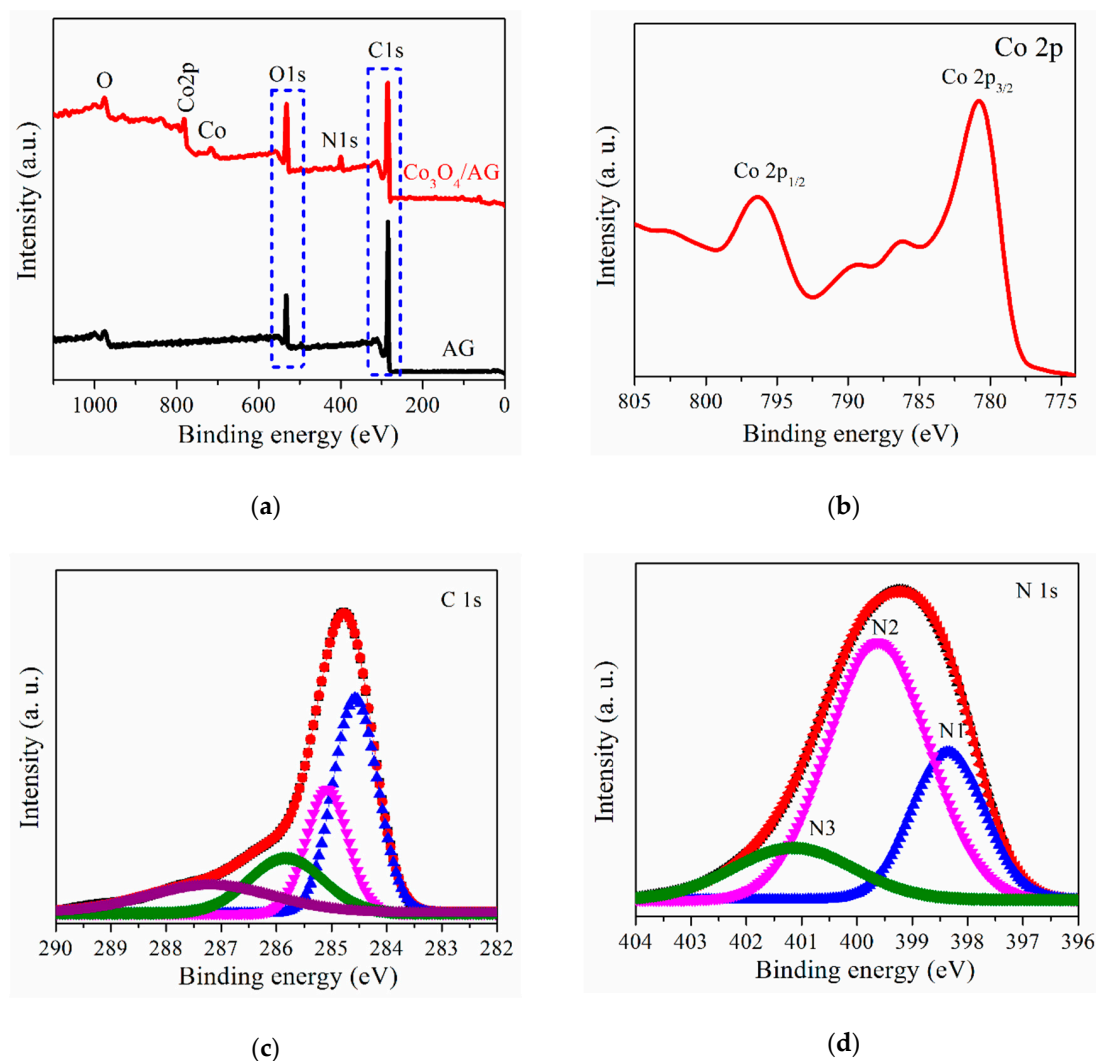 O
Co2p
Co
O1s
N1s
C1s
Co₃O₄/AG
AG
Intensity (a.u.)
1000 800 600 400 200 0
Binding energy (eV)
(a)
Co 2p
Co 2p₃/₂
Co 2p₁/₂
Intensity (a. u.)
805 800 795 790 785 780 775
Binding energy (eV)
(b)
C 1s
Intensity (a. u.)
290 289 288 287 286 285 284 283 282
Binding energy (eV)
(c)
N 1s
N2
N1
N3
Intensity (a. u.)
404 403 402 401 400 399 398 397 396
Binding energy (eV)
(d)